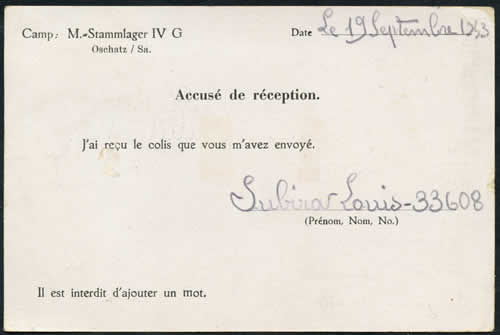 Camp: M.-Stammlager IV G
Oschatz / Sa.
Date Le 19 Septembre 1943
Accusé de réception.
J'ai reçu le colis que vous m'avez envoyé.
Subira Louis - 33608
(Prénom, Nom, No.)
Il est interdit d'ajouter un mot.